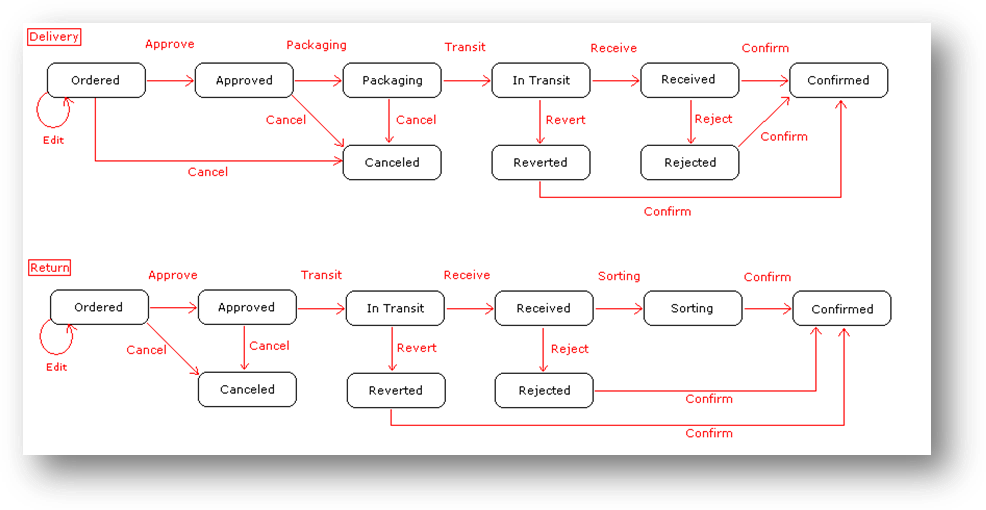 Delivery
Approve
Packaging
Transit
Receive
Confirm
Ordered
Approved
Packaging
In Transit
Received
Confirmed
Edit
Cancel
Cancel
Revert
Reject
Confirm
Canceled
Reverted
Rejected
Cancel
Confirm
Return
Approve
Transit
Receive
Sorting
Confirm
Ordered
Approved
In Transit
Received
Sorting
Confirmed
Edit
Cancel
Cancel
Revert
Reject
Canceled
Reverted
Rejected
Confirm
Confirm